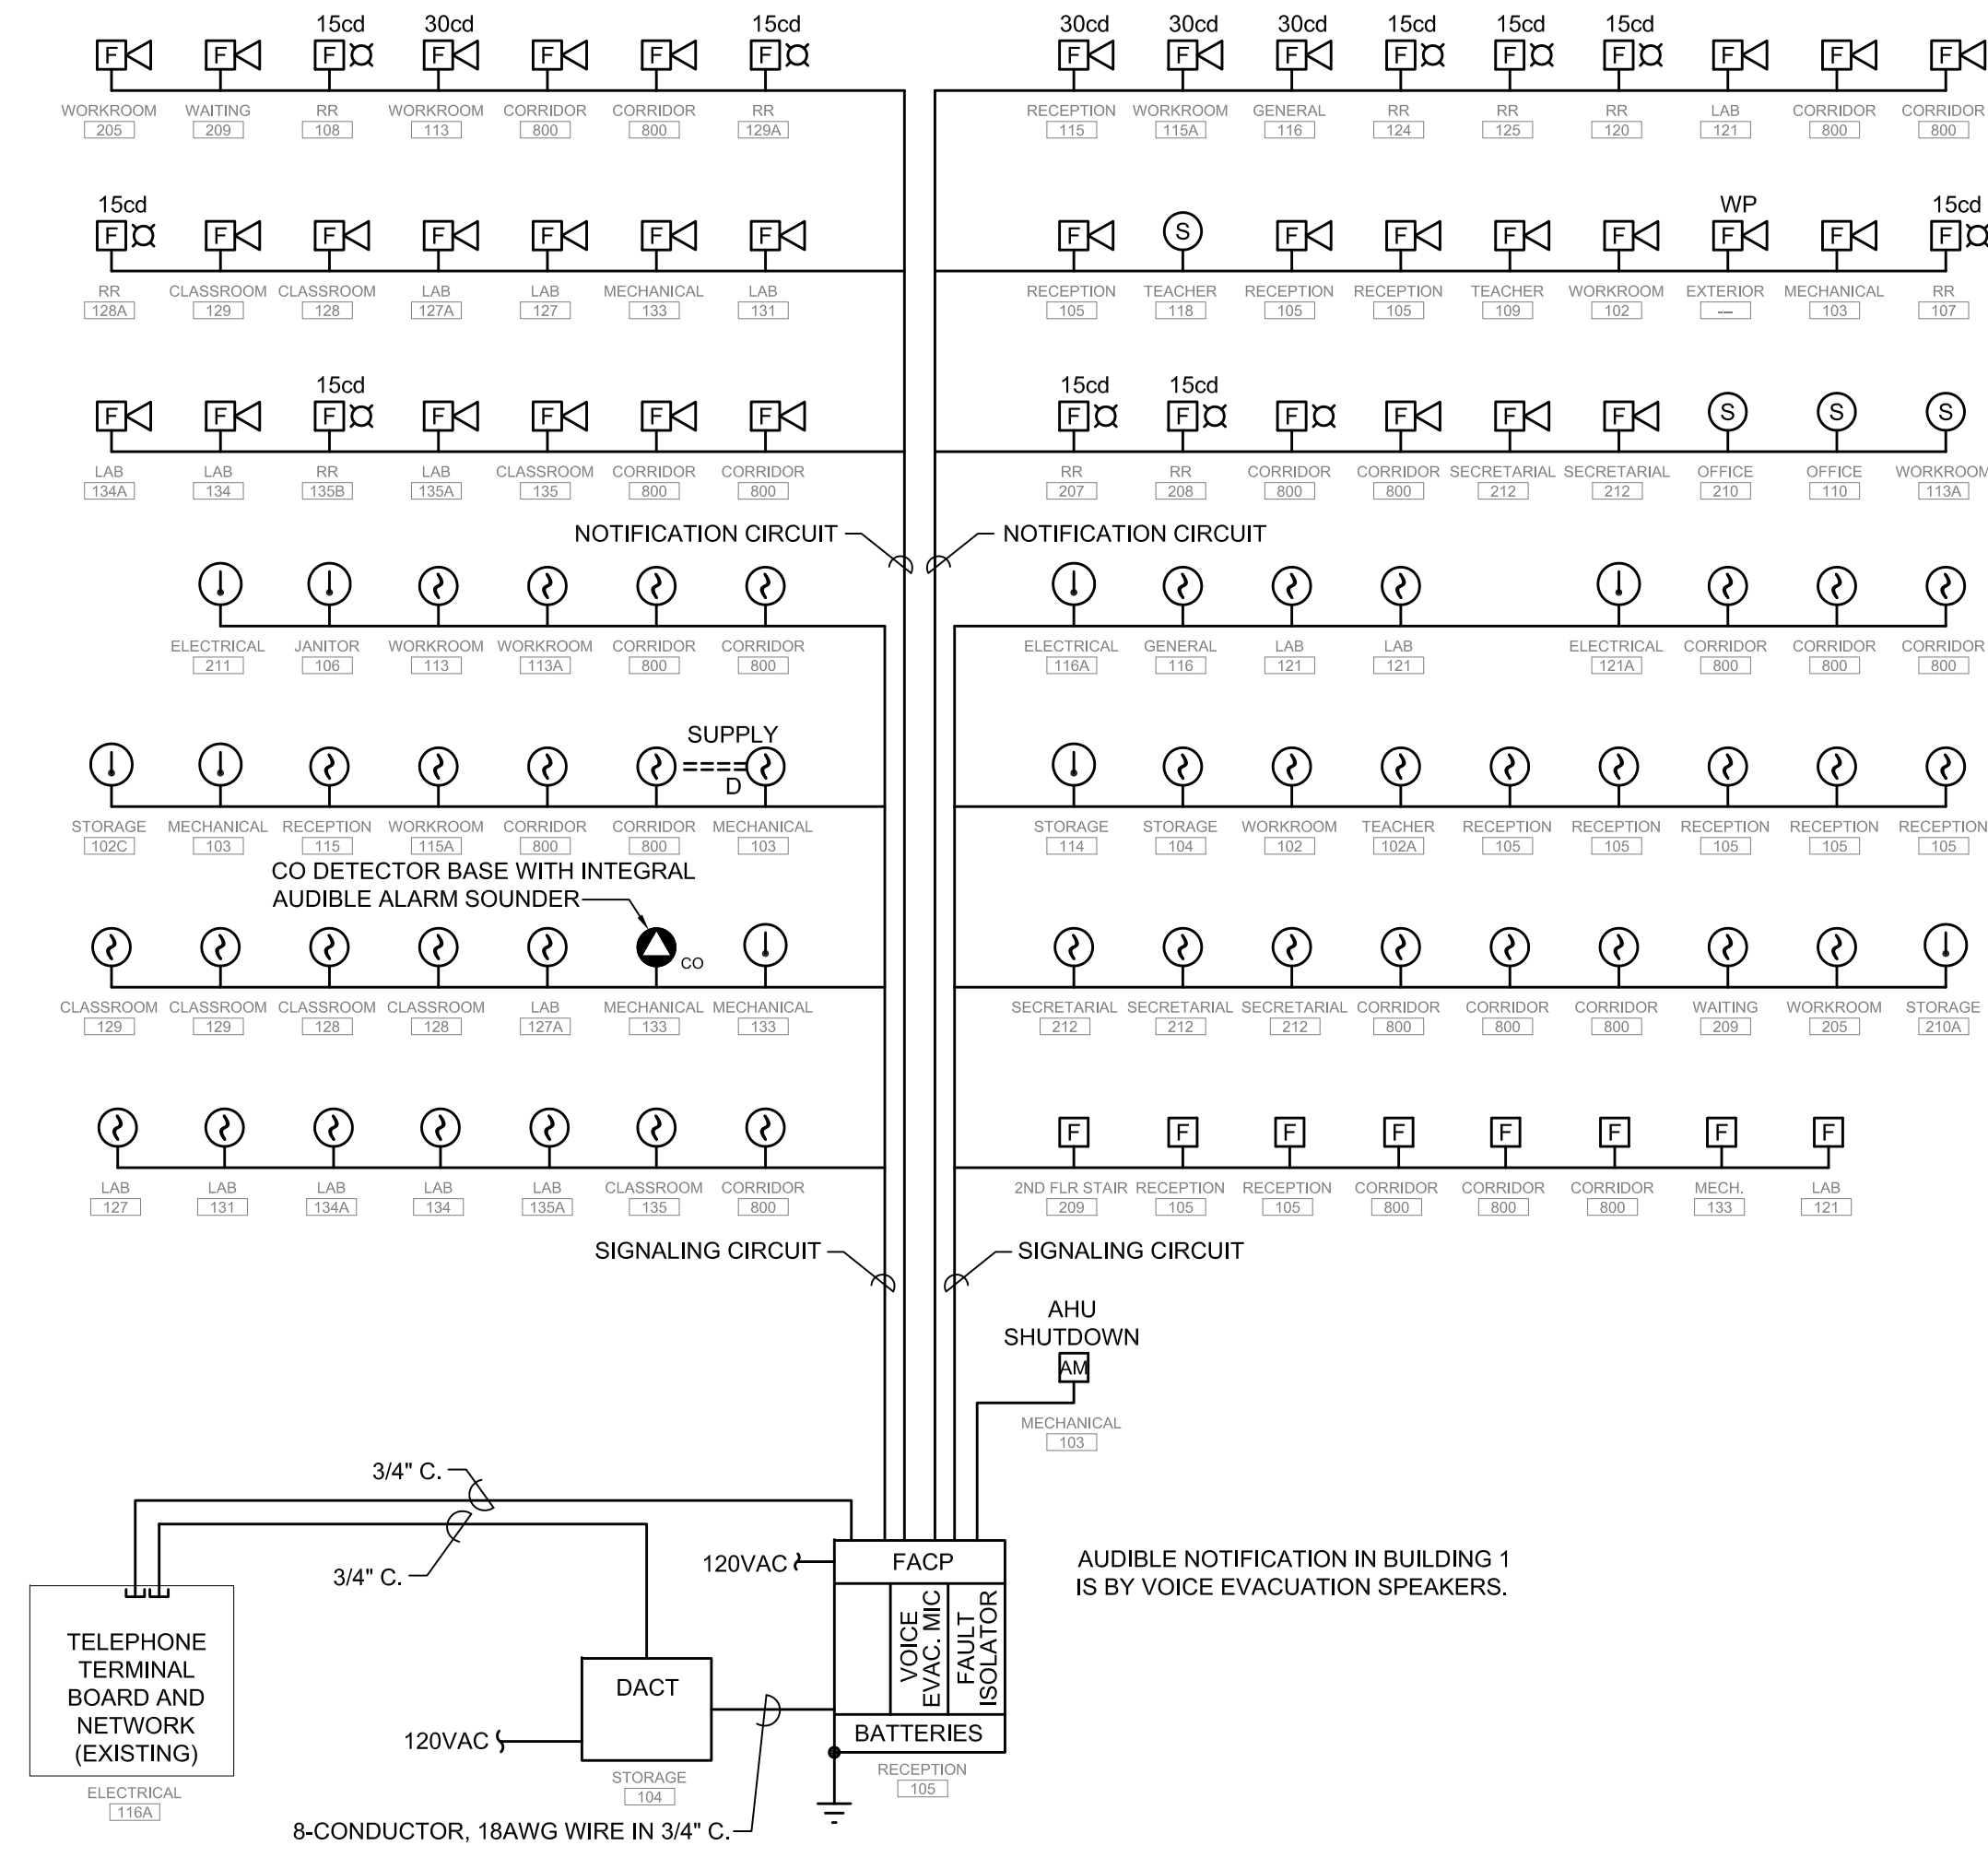 15cd 30cd 15cd 30cd 30cd 30cd 15cd 15cd 15cd
F F F F F F F F F F F F F F F F
WORKROOM WAITING RR WORKROOM CORRIDOR CORRIDOR RR RECEPTION WORKROOM GENERAL RR RR RR LAB CORRIDOR CORRIDOR
205 209 108 113 800 800 129A 115 115A 116 124 125 120 121 800 800
15cd WP 15cd
F F F F F F F F S F F F F F F F
RR CLASSROOM CLASSROOM LAB LAB MECHANICAL LAB RECEPTION TEACHER RECEPTION RECEPTION TEACHER WORKROOM EXTERIOR MECHANICAL RR
128A 129 128 127A 127 133 131 105 118 105 105 109 102 --- 103 107
15cd 15cd 15cd
F F F F F F F F F F F F F S S S
LAB LAB RR LAB CLASSROOM CORRIDOR CORRIDOR RR RR CORRIDOR CORRIDOR SECRETARIAL SECRETARIAL OFFICE OFFICE WORKROOM
134A 134 135B 135A 135 800 800 207 208 800 800 212 212 210 110 113A
NOTIFICATION CIRCUIT NOTIFICATION CIRCUIT
ELECTRICAL JANITOR WORKROOM WORKROOM CORRIDOR CORRIDOR ELECTRICAL GENERAL LAB LAB ELECTRICAL CORRIDOR CORRIDOR CORRIDOR
211 106 113 113A 800 800 116A 116 121 121 121A 800 800 800
SUPPLY
D
STORAGE MECHANICAL RECEPTION WORKROOM CORRIDOR CORRIDOR MECHANICAL STORAGE STORAGE WORKROOM TEACHER RECEPTION RECEPTION RECEPTION RECEPTION RECEPTION
102C 103 115 115A 800 800 103 114 104 102 102A 105 105 105 105 105
CO DETECTOR BASE WITH INTEGRAL
AUDIBLE ALARM SOUNDER
CO
CLASSROOM CLASSROOM CLASSROOM CLASSROOM LAB MECHANICAL MECHANICAL SECRETARIAL SECRETARIAL SECRETARIAL CORRIDOR CORRIDOR CORRIDOR WAITING WORKROOM STORAGE
129 129 128 128 127A 133 133 212 212 212 800 800 800 209 205 210A
F F F F F F F F
LAB LAB LAB LAB LAB CLASSROOM CORRIDOR 2ND FLR STAIR RECEPTION RECEPTION CORRIDOR CORRIDOR CORRIDOR MECH. LAB
127 131 134A 134 135A 135 800 209 105 105 800 800 800 133 121
SIGNALING CIRCUIT SIGNALING CIRCUIT
AHU
SHUTDOWN
AM
MECHANICAL
103
3/4" C.
3/4" C.
120VAC
FACP
VOICE
EVAC. MIC
FAULT
ISOLATOR
BATTERIES
RECEPTION
105
AUDIBLE NOTIFICATION IN BUILDING 1
IS BY VOICE EVACUATION SPEAKERS.
TELEPHONE
TERMINAL
BOARD AND
NETWORK
(EXISTING)
ELECTRICAL
116A
DACT
120VAC
STORAGE
104
8-CONDUCTOR, 18AWG WIRE IN 3/4" C.